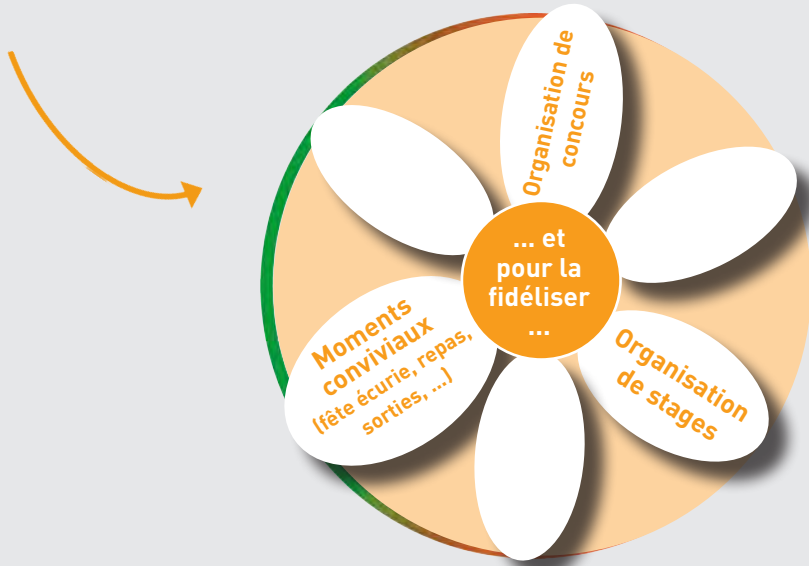 Organisation de
concours
... et
pour la
fidéliser
...
Moments
conviviaux
(fête écurie, repas,
sorties, ...)
Organisation
de stages